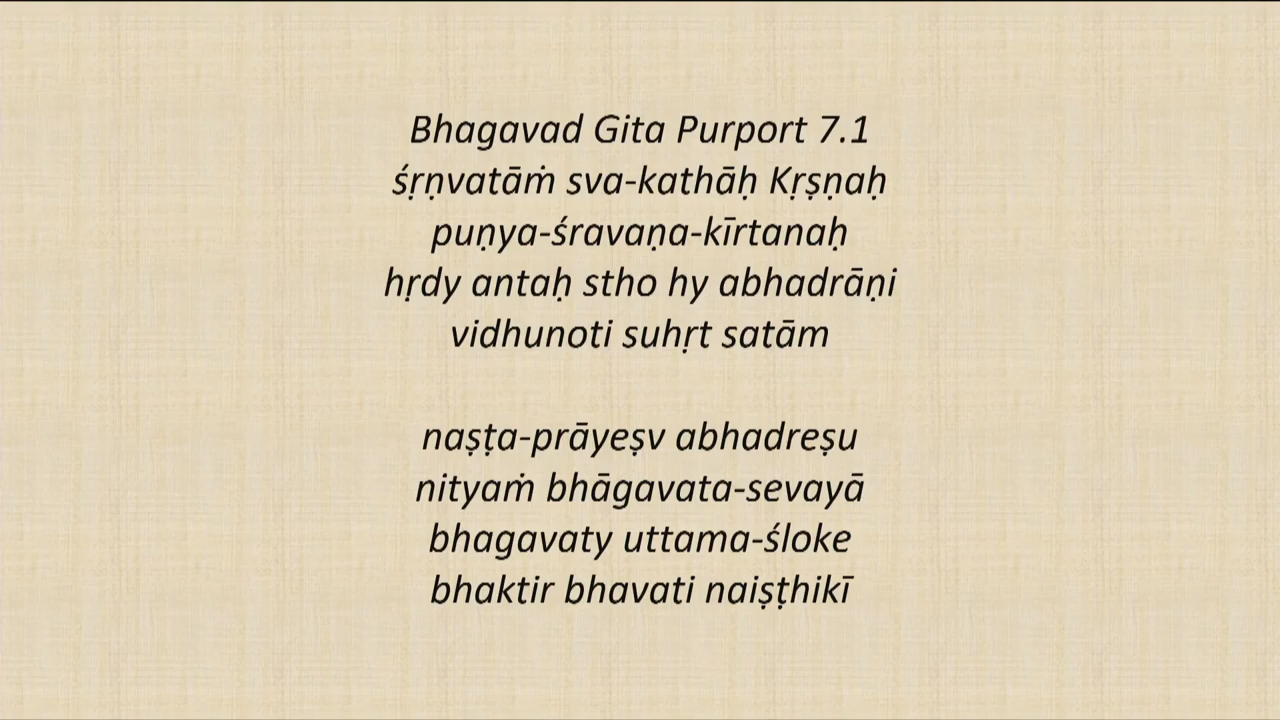 Bhagavad Gita Purport 7.1
śṛṇvatāṁ sva-kathāḥ Kṛṣṇaḥ
puṇya-śravaṇa-kīrtanaḥ
hṛdy antaḥ stho hy abhadrāṇi
vidhunoti suhṛt satām
naṣṭa-prāyeṣv abhadreṣu
nityaṁ bhāgavata-sevayā
bhagavaty uttama-śloke
bhaktir bhavati naiṣṭhikī